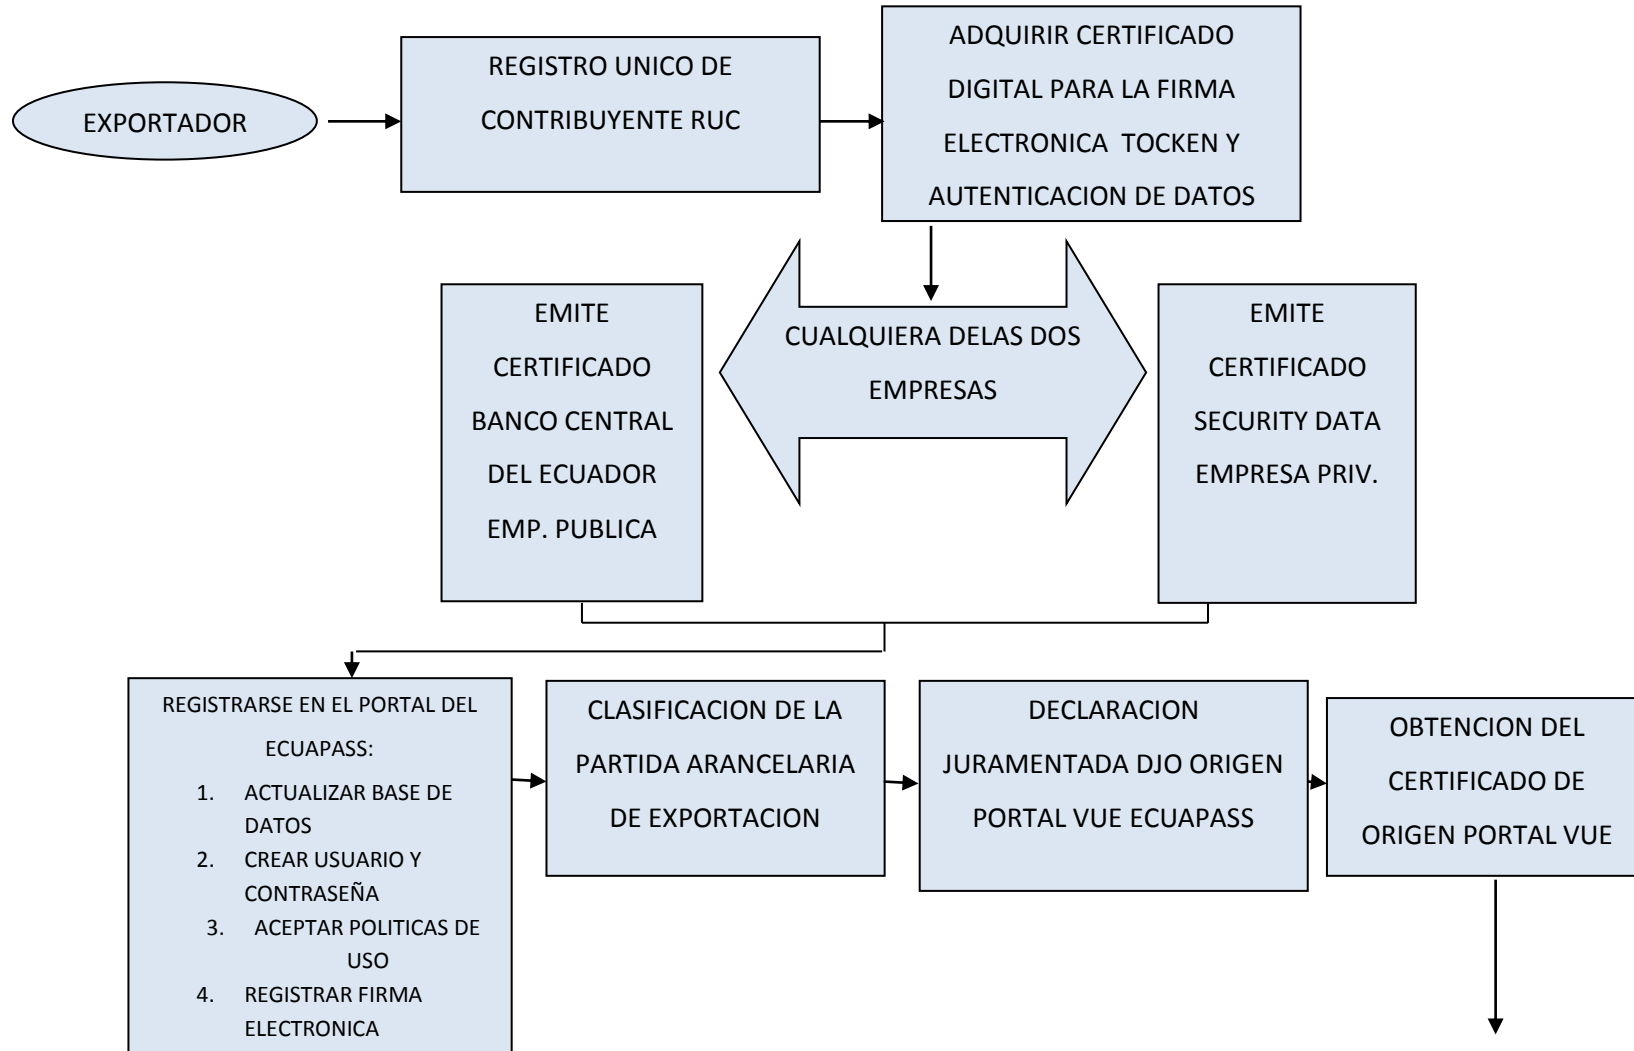 EXPORTADOR
REGISTRO UNICO DE
CONTRIBUYENTE RUC
ADQUIRIR CERTIFICADO
DIGITAL PARA LA FIRMA
ELECTRONICA TOCKEN Y
AUTENTICACION DE DATOS
EMITE
CERTIFICADO
BANCO CENTRAL
DEL ECUADOR
EMP. PUBLICA
CUALQUIERA DELAS DOS
EMPRESAS
EMITE
CERTIFICADO
SECURITY DATA
EMPRESA PRIV.
REGISTRARSE EN EL PORTAL DEL
ECUAPASS:
1. ACTUALIZAR BASE DE
DATOS
2. CREAR USUARIO Y
CONTRASEÑA
3. ACEPTAR POLITICAS DE
USO
4. REGISTRAR FIRMA
ELECTRONICA
CLASIFICACION DE LA
PARTIDA ARANCELARIA
DE EXPORTACION
DECLARACION
JURAMENTADA DJO ORIGEN
PORTAL VUE ECUAPASS
OBTENCION DEL
CERTIFICADO DE
ORIGEN PORTAL VUE